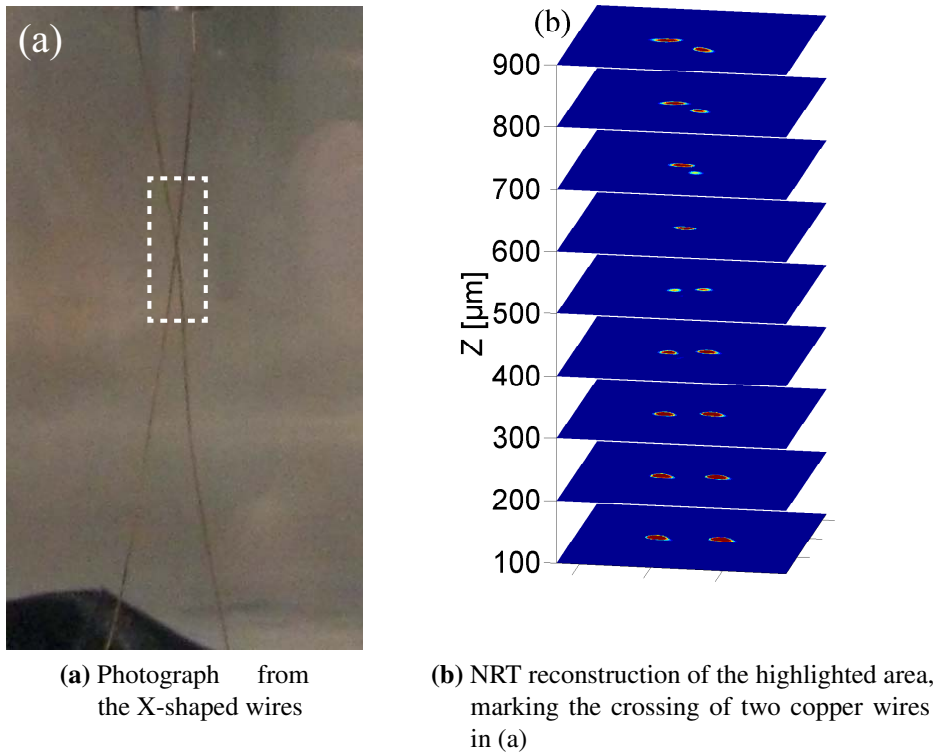 (a)
(b)
900
800
700
600
500
400
300
200
100
Z [µm]
(a) Photograph from
the X-shaped wires
(b) NRT reconstruction of the highlighted area,
marking the crossing of two copper wires
in (a)